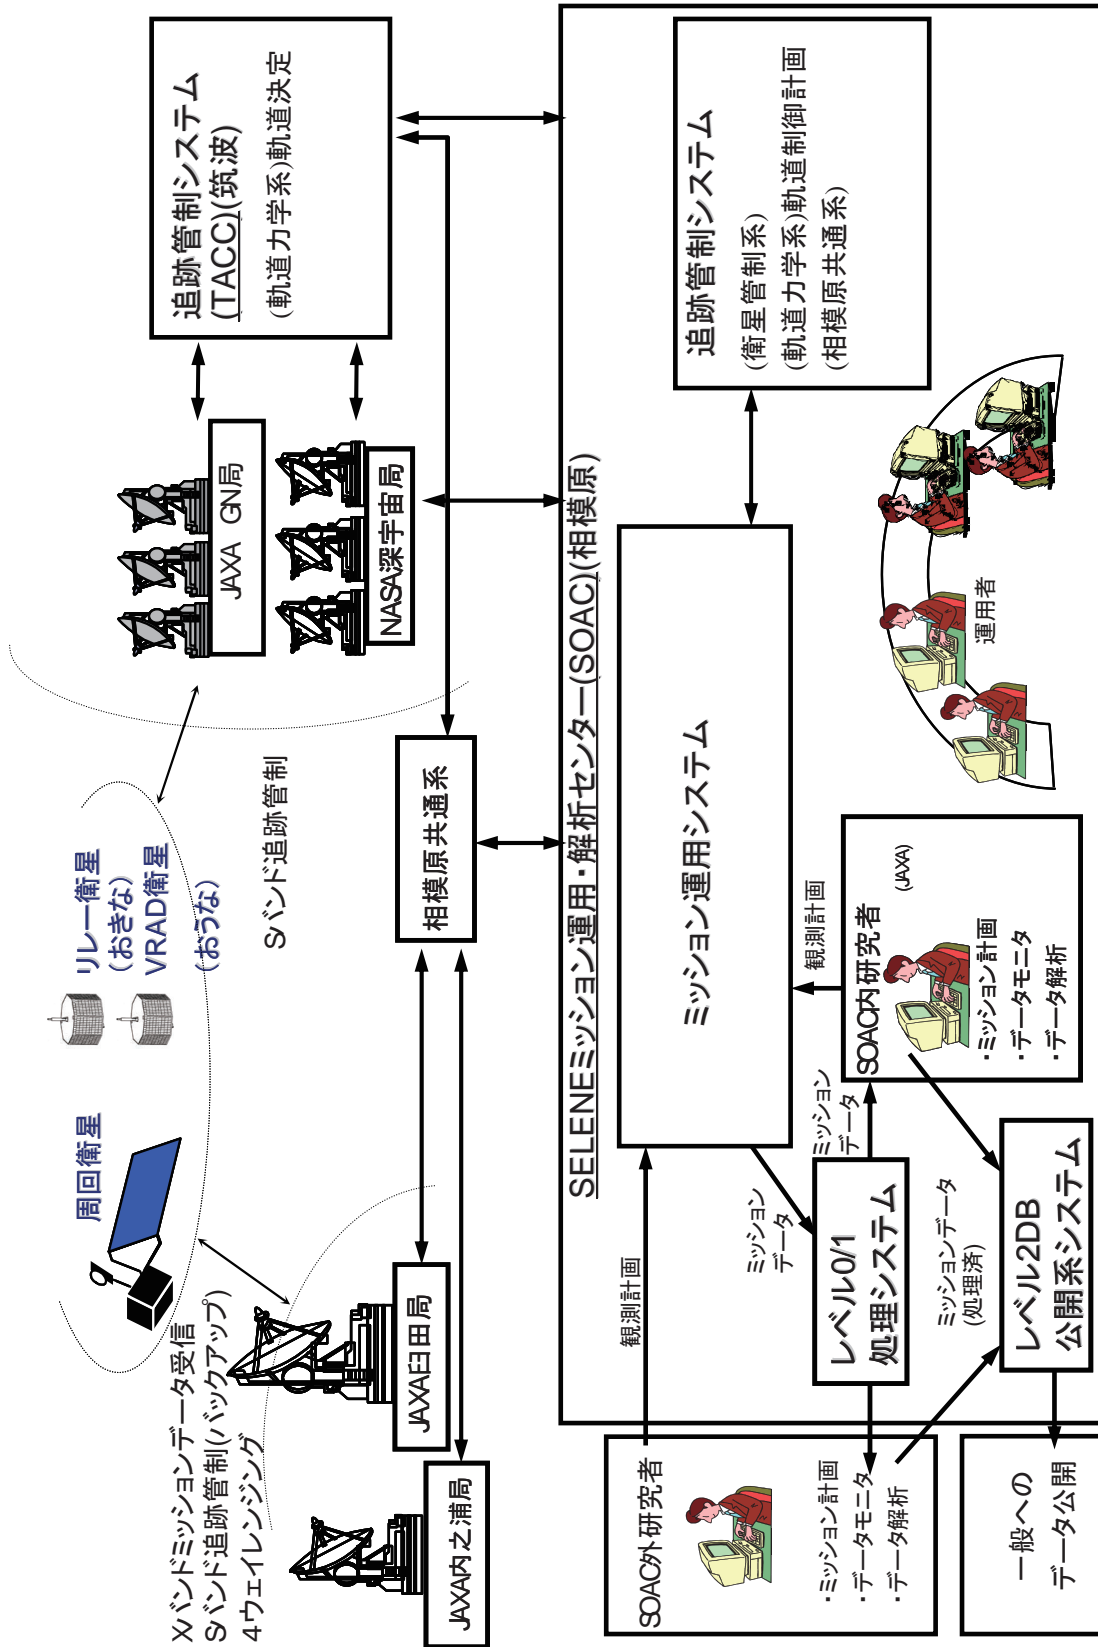 周回衛星
リレー衛星
(おきな)
VRAD衛星
(おうな)
Xバンドミッションデータ受信
Sバンド追跡管制(バックアップ)
4ウェイレンジング
Sバンド追跡管制
JAXA内之浦局
JAXA臼田局
相模原共通系
JAXA GN局
NASA深宇宙局
追跡管制システム
(TACC)(筑波)
(軌道力学系)軌道決定
SELENEミッション運用・解析センター(SOAC)(相模原)
ミッション運用システム
追跡管制システム
(衛星管制系)
(軌道力学系)軌道制御計画
(相模原共通系)
観測計画
ミッション
データ
ミッション
データ
観測計画
SOAC外研究者
・ミッション計画
・データモニタ
・データ解析
レベル0/1
処理システム
SOAC内研究者
(JAXA)
・ミッション計画
・データモニタ
・データ解析
運用者
ミッションデータ
(処理済)
レベル2DB
公開系システム
一般への
データ公開